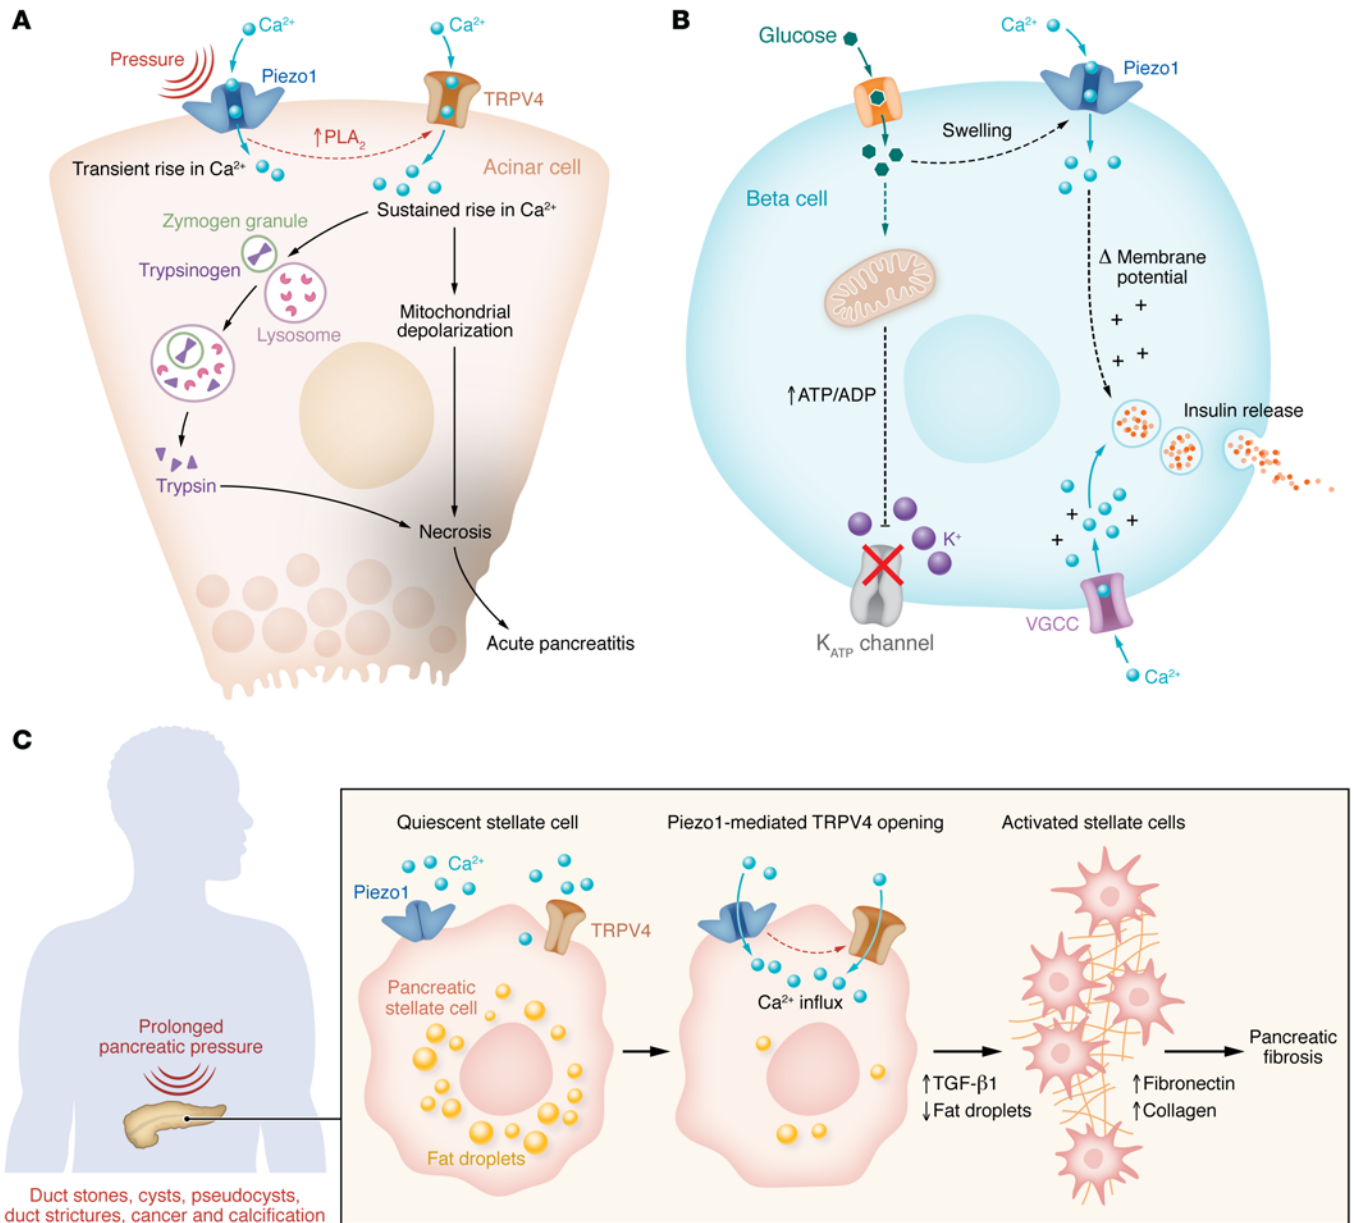 A
Ca²⁺
Ca²⁺
Pressure
Piezo1
TRPV4
↑PLA₂
Transient rise in Ca²⁺
Acinar cell
Sustained rise in Ca²⁺
Zymogen granule
Trypsinogen
Lysosome
Mitochondrial
depolarization
Trypsin
Necrosis
Acute pancreatitis
B
Glucose
Ca²⁺
Piezo1
Swelling
Beta cell
Δ Membrane
potential
+
+
+
+
↑ATP/ADP
Insulin release
+
+
+
K⁺
K_ATP channel
VGCC
Ca²⁺
C
Prolonged
pancreatic pressure
Duct stones, cysts, pseudocysts,
duct strictures, cancer and calcification
Quiescent stellate cell
Ca²⁺
Piezo1
TRPV4
Pancreatic
stellate cell
Fat droplets
Piezo1-mediated TRPV4 opening
Ca²⁺ influx
↑TGF-β1
↓Fat droplets
Activated stellate cells
↑Fibronectin
↑Collagen
Pancreatic
fibrosis